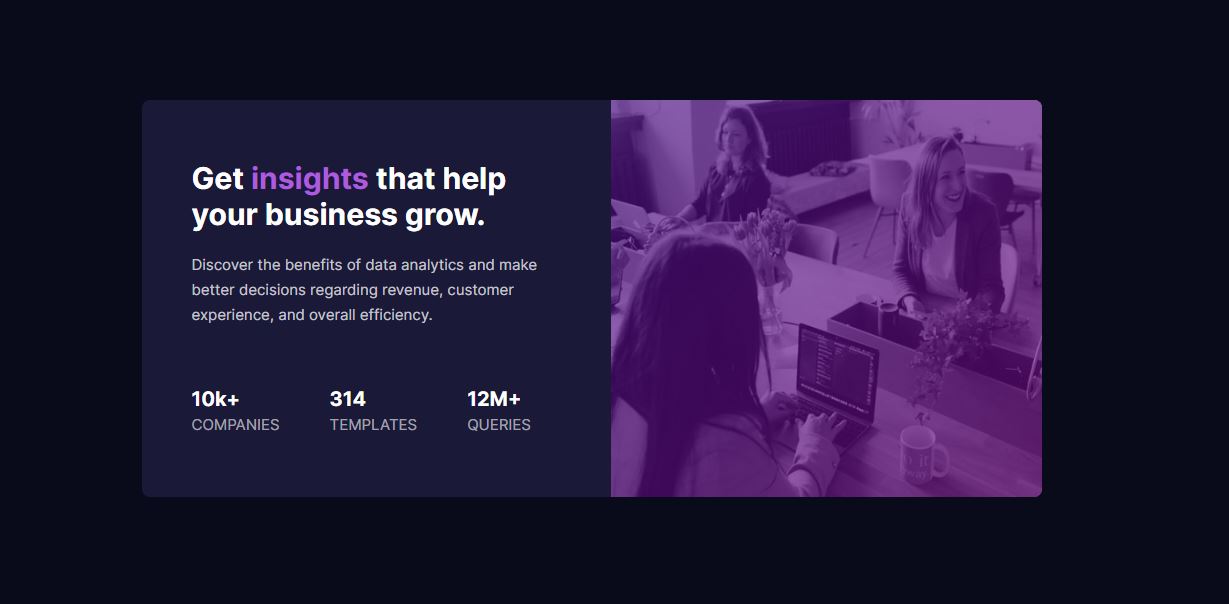 Get insights that help
your business grow.
Discover the benefits of data analytics and make
better decisions regarding revenue, customer
experience, and overall efficiency.
10k+ 314 12M+
COMPANIES TEMPLATES QUERIES